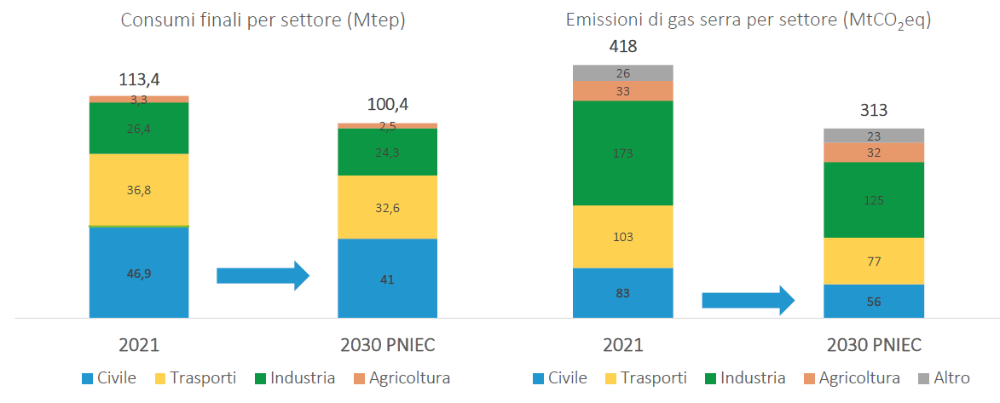 Consumi finali per settore (Mtep)
113,4
3,3
26,4
36,8
46,9
100,4
2,5
24,3
32,6
41
2021
2030 PNIEC
Civile
Trasporti
Industria
Agricoltura
Emissioni di gas serra per settore (MtCO₂eq)
418
26
33
173
103
83
313
23
32
125
77
56
2021
2030 PNIEC
Civile
Trasporti
Industria
Agricoltura
Altro